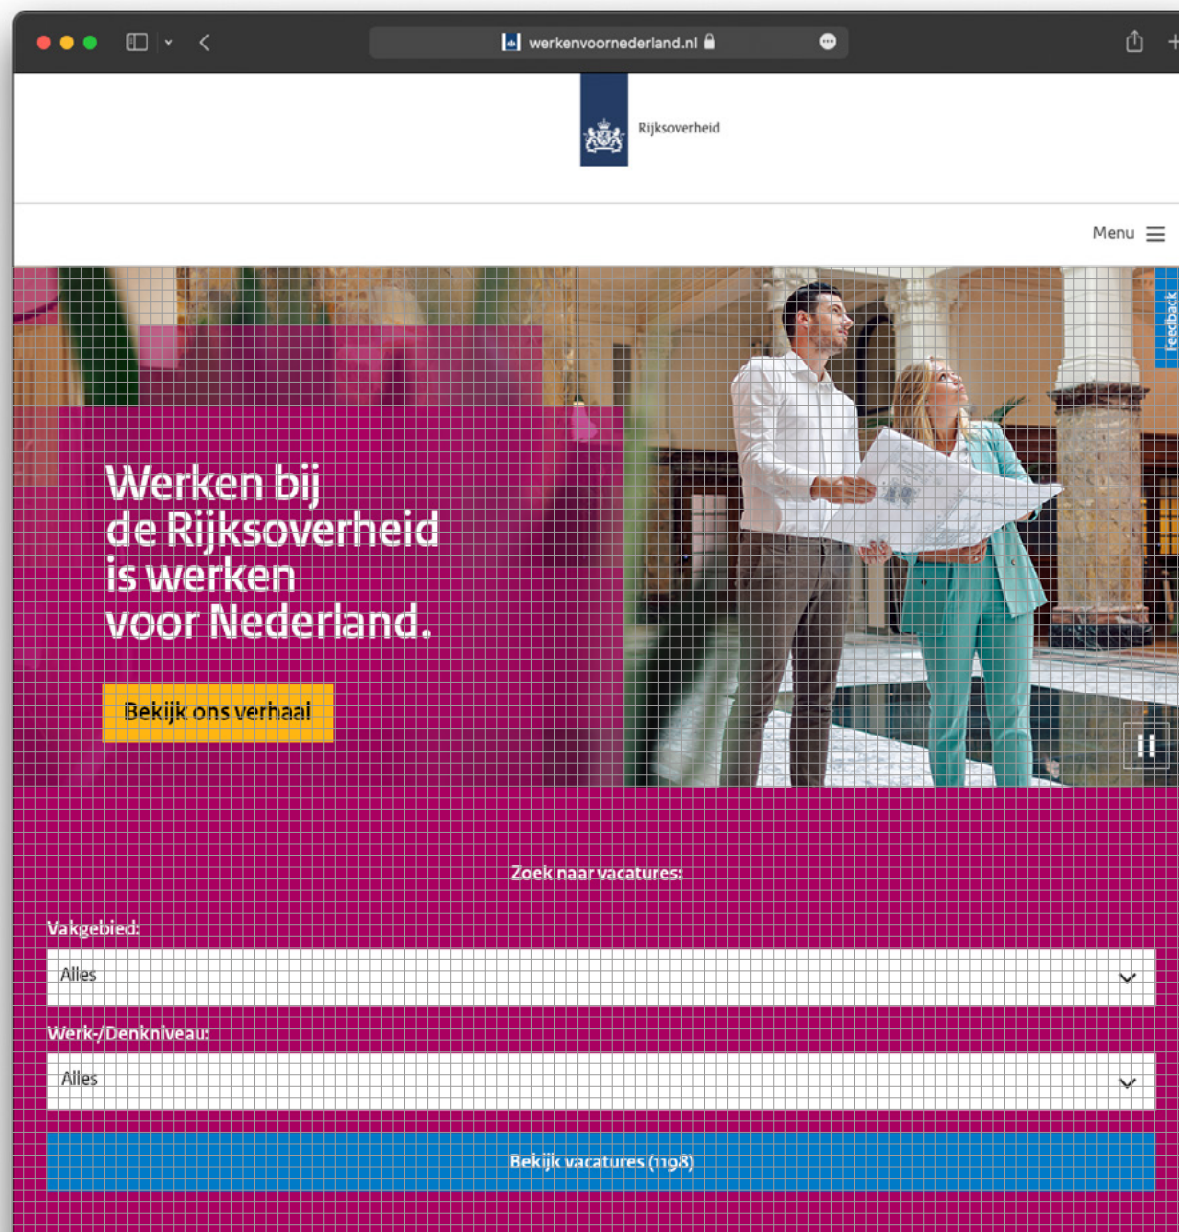 werkenvoornederland.nl
Rijksoverheid
Menu
Feedback
Werken bij
de Rijksoverheid
is werken
voor Nederland.
Bekijk ons verhaal
Zoek naar vacatures:
Vakgebied:
Alles
Werk-/Denkniveau:
Alles
Bekijk vacatures (1198)